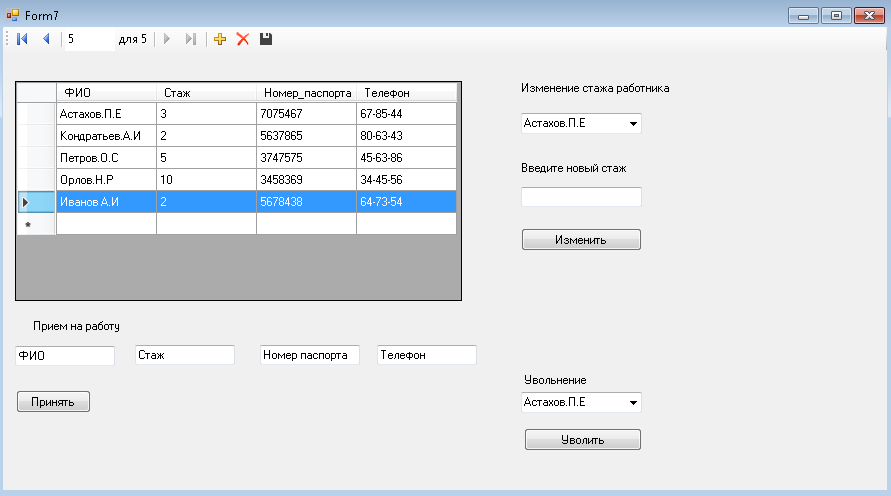 Form7
5 для 5
ФИО Стаж Номер_паспорта Телефон
Астахов.П.Е 3 7075467 67-85-44
Кондратьев.А.И 2 5637865 80-63-43
Петров.О.С 5 3747575 45-63-86
Орлов.Н.Р 10 3458369 34-45-56
Иванов А.И 2 5678438 64-73-54
Прием на работу
ФИО Стаж Номер паспорта Телефон
Принять
Изменение стажа работника
Астахов.П.Е
Введите новый стаж
Изменить
Увольнение
Астахов.П.Е
Уволить